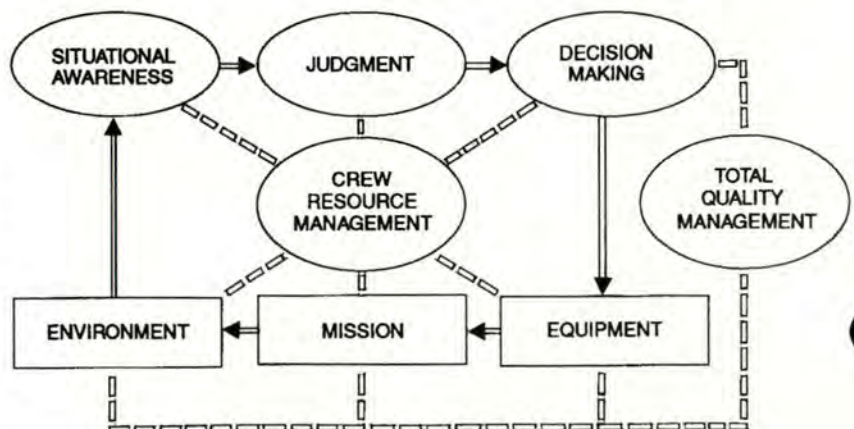 SITUATIONAL
AWARENESS
JUDGMENT
DECISION
MAKING
CREW
RESOURCE
MANAGEMENT
TOTAL
QUALITY
MANAGEMENT
ENVIRONMENT
MISSION
EQUIPMENT